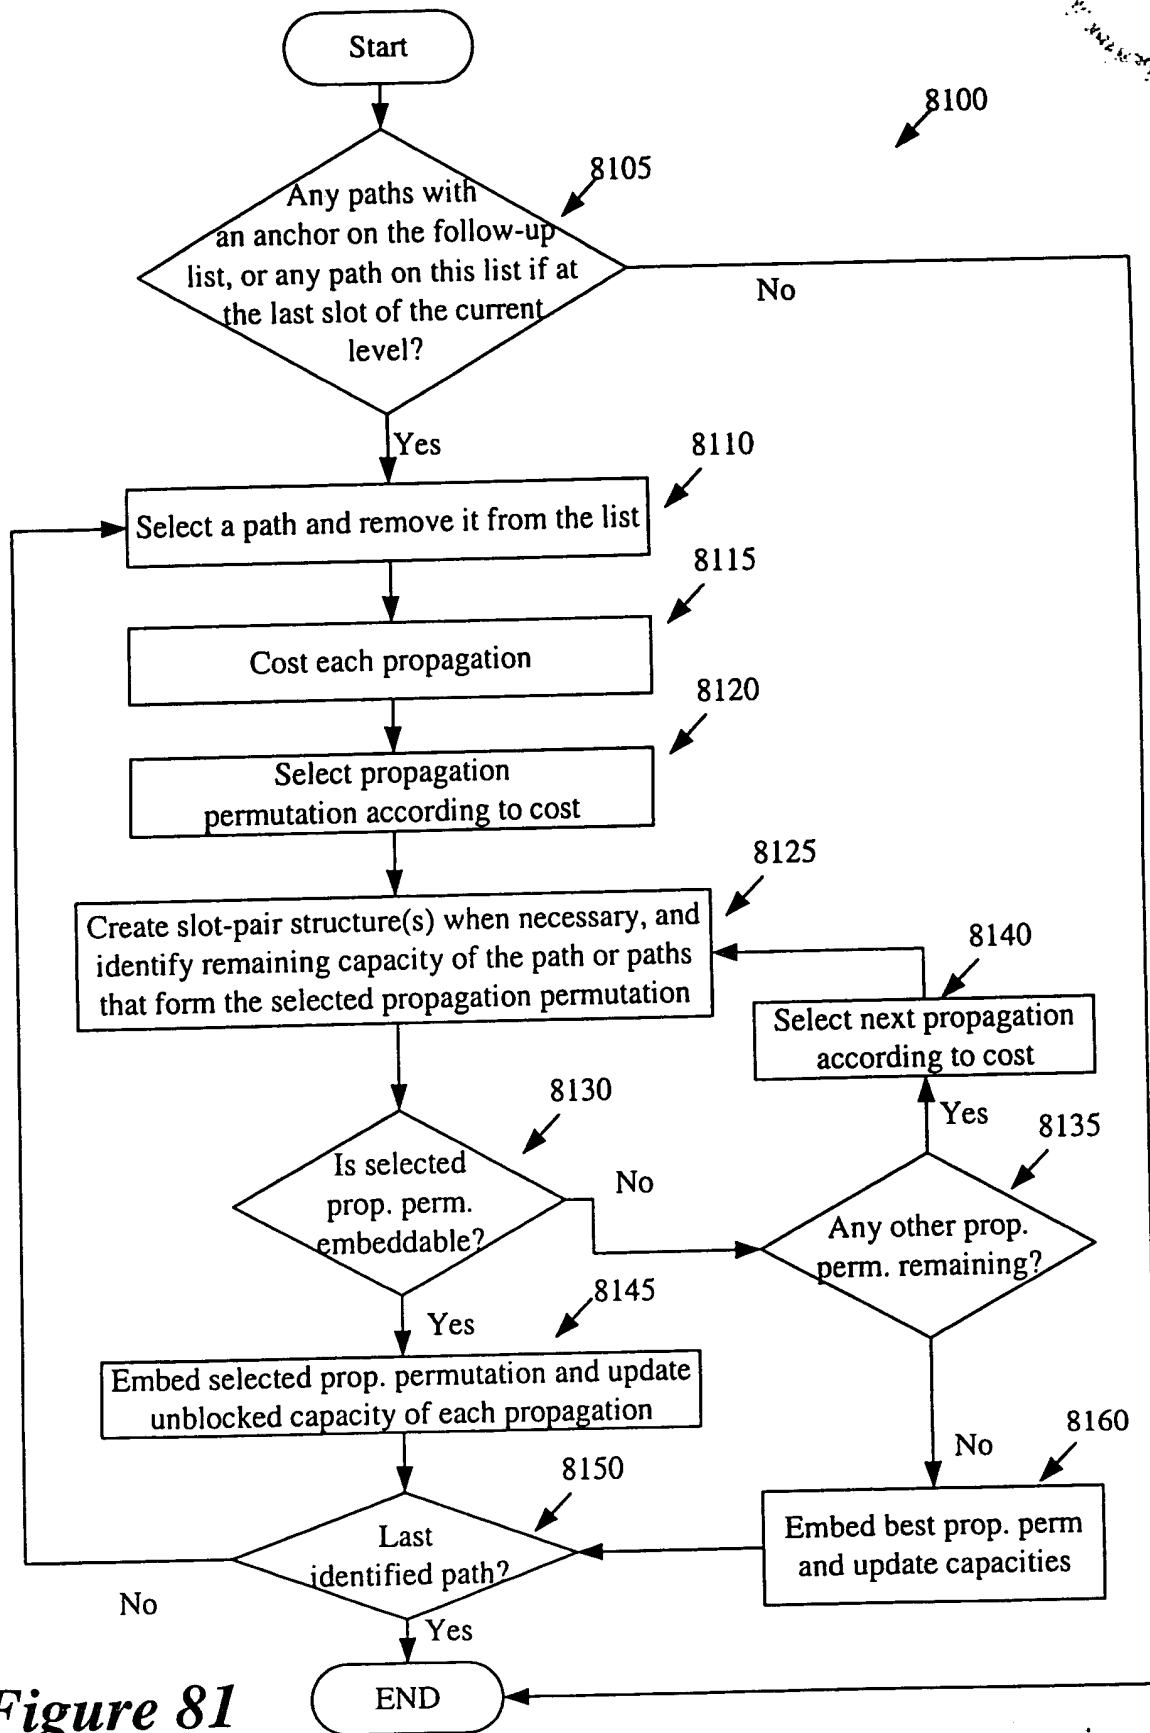 Start
8100
8105
Any paths with
an anchor on the follow-up
list, or any path on this list if at
the last slot of the current
level?
No
Yes
8110
Select a path and remove it from the list
8115
Cost each propagation
8120
Select propagation
permutation according to cost
8125
Create slot-pair structure(s) when necessary, and
identify remaining capacity of the path or paths
that form the selected propagation permutation
8140
Select next propagation
according to cost
Yes
8130
Is selected
prop. perm.
embeddable?
No
8135
Any other prop.
perm. remaining?
Yes
8145
Embed selected prop. permutation and update
unblocked capacity of each propagation
No
8160
Embed best prop. perm
and update capacities
8150
Last
identified path?
No
Yes
END
Figure 81